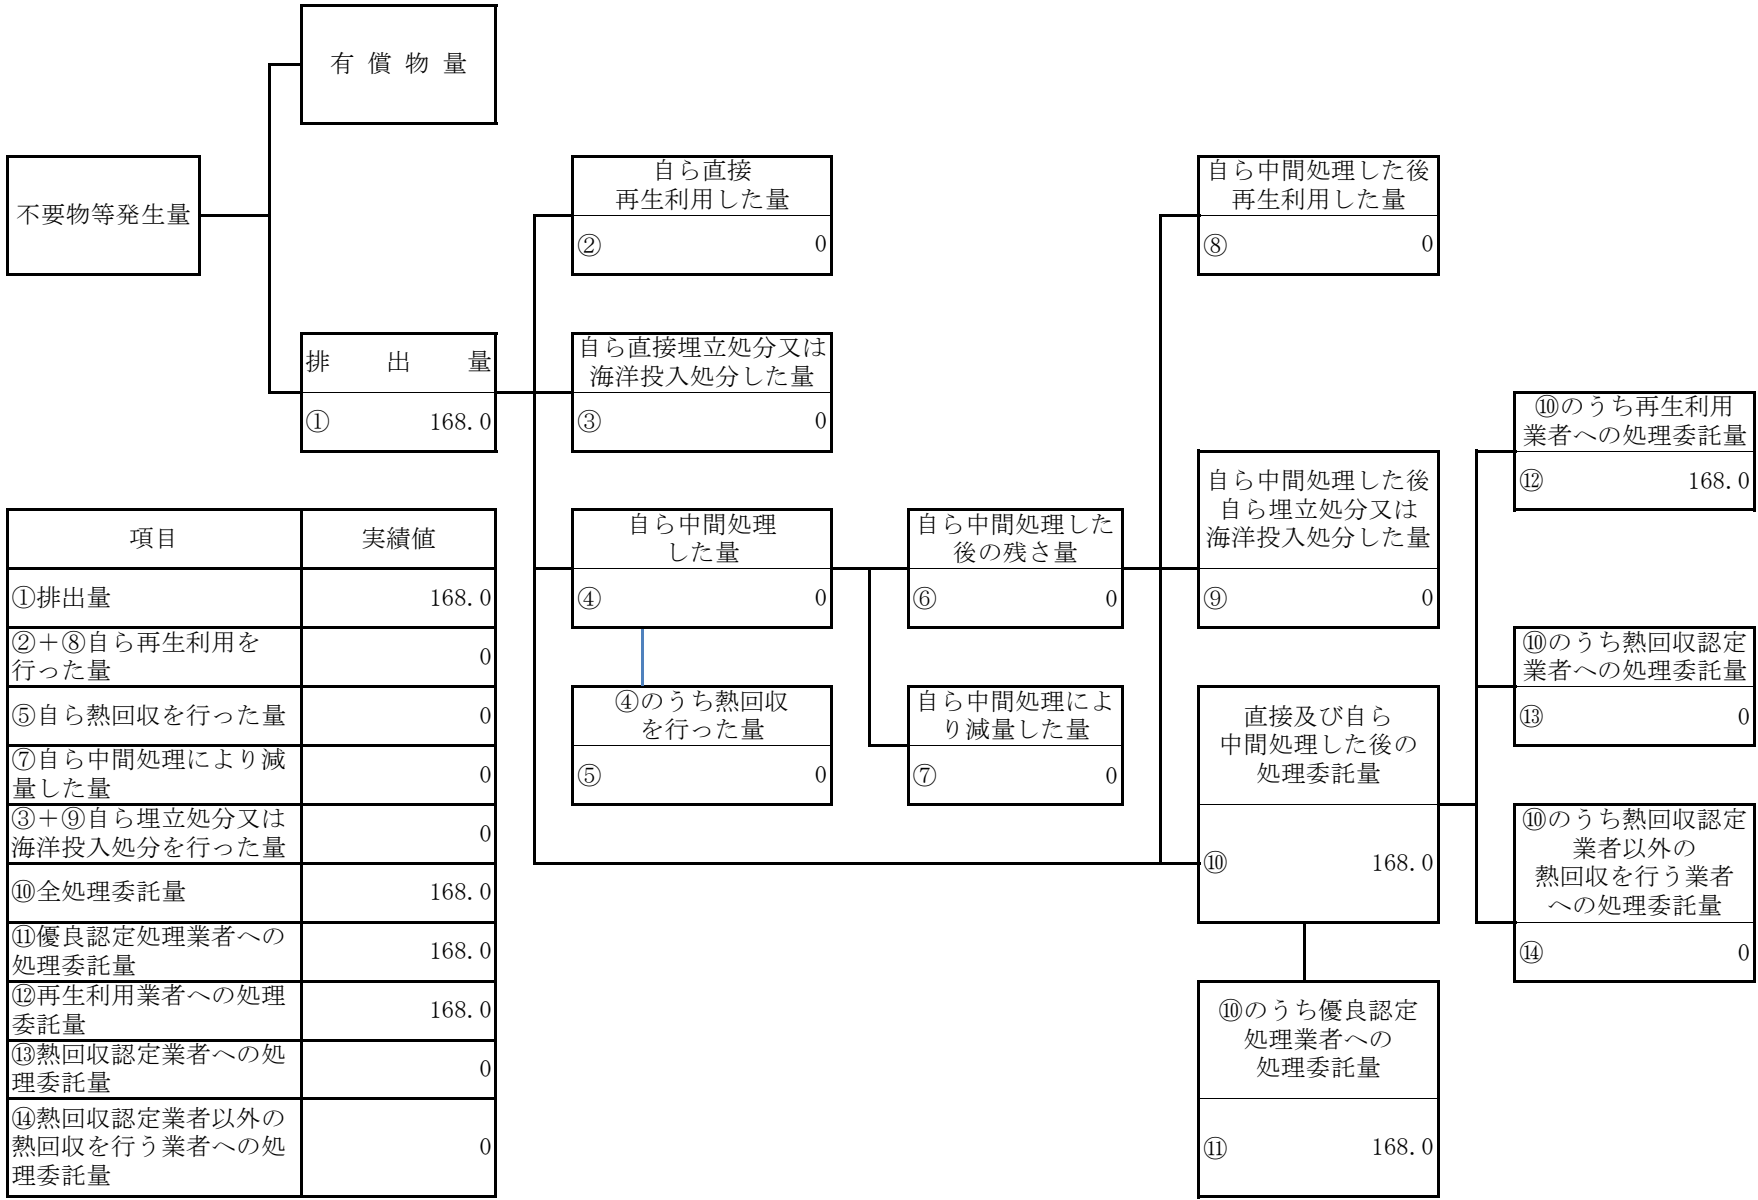 有償物量
不要物等発生量
自ら直接
再生利用した量
② 0
自ら中間処理した後
再生利用した量
⑧ 0
排出量
① 168.0
自ら直接埋立処分又は
海洋投入処分した量
③ 0
⑩のうち再生利用
業者への処理委託量
⑫ 168.0
自ら中間処理した後
自ら埋立処分又は
海洋投入処分した量
⑨ 0
自ら中間処理
した量
④ 0
自ら中間処理した
後の残さ量
⑥ 0
⑩のうち熱回収認定
業者への処理委託量
⑬ 0
④のうち熱回収
を行った量
⑤ 0
自ら中間処理によ
り減量した量
⑦ 0
直接及び自ら
中間処理した後の
処理委託量
⑩ 168.0
⑩のうち熱回収認定
業者以外の
熱回収を行う業者
への処理委託量
⑭ 0
⑩のうち優良認定
処理業者への
処理委託量
⑪ 168.0
項目 実績値
①排出量 168.0
②＋⑧自ら再生利用を
行った量 0
⑤自ら熱回収を行った量 0
⑦自ら中間処理により減
量した量 0
③＋⑨自ら埋立処分又は
海洋投入処分を行った量 0
⑩全処理委託量 168.0
⑪優良認定処理業者への
処理委託量 168.0
⑫再生利用業者への処理
委託量 168.0
⑬熱回収認定業者への処
理委託量 0
⑭熱回収認定業者以外の
熱回収を行う業者への処
理委託量 0